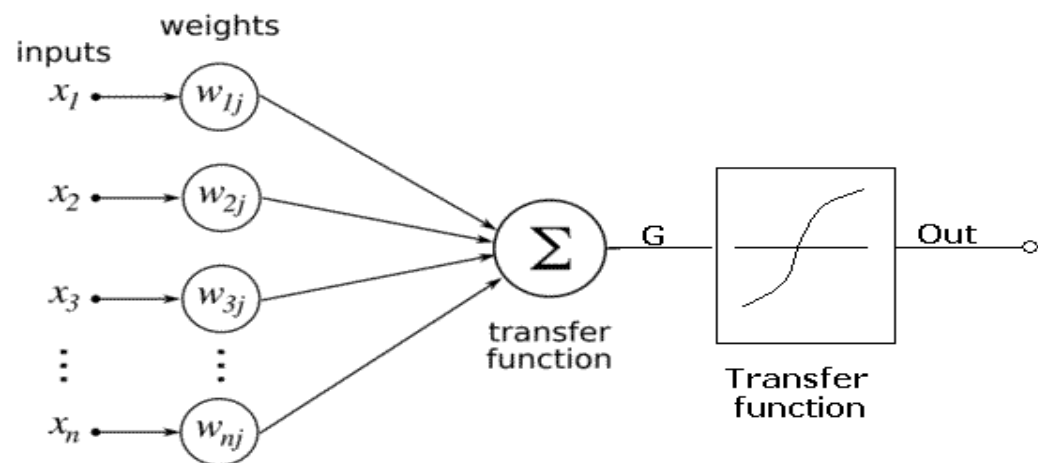 weights
inputs
x1
w1j
x2
w2j
x3
w3j
...
...
xn
wnj
Σ
transfer
function
G
Transfer
function
Out